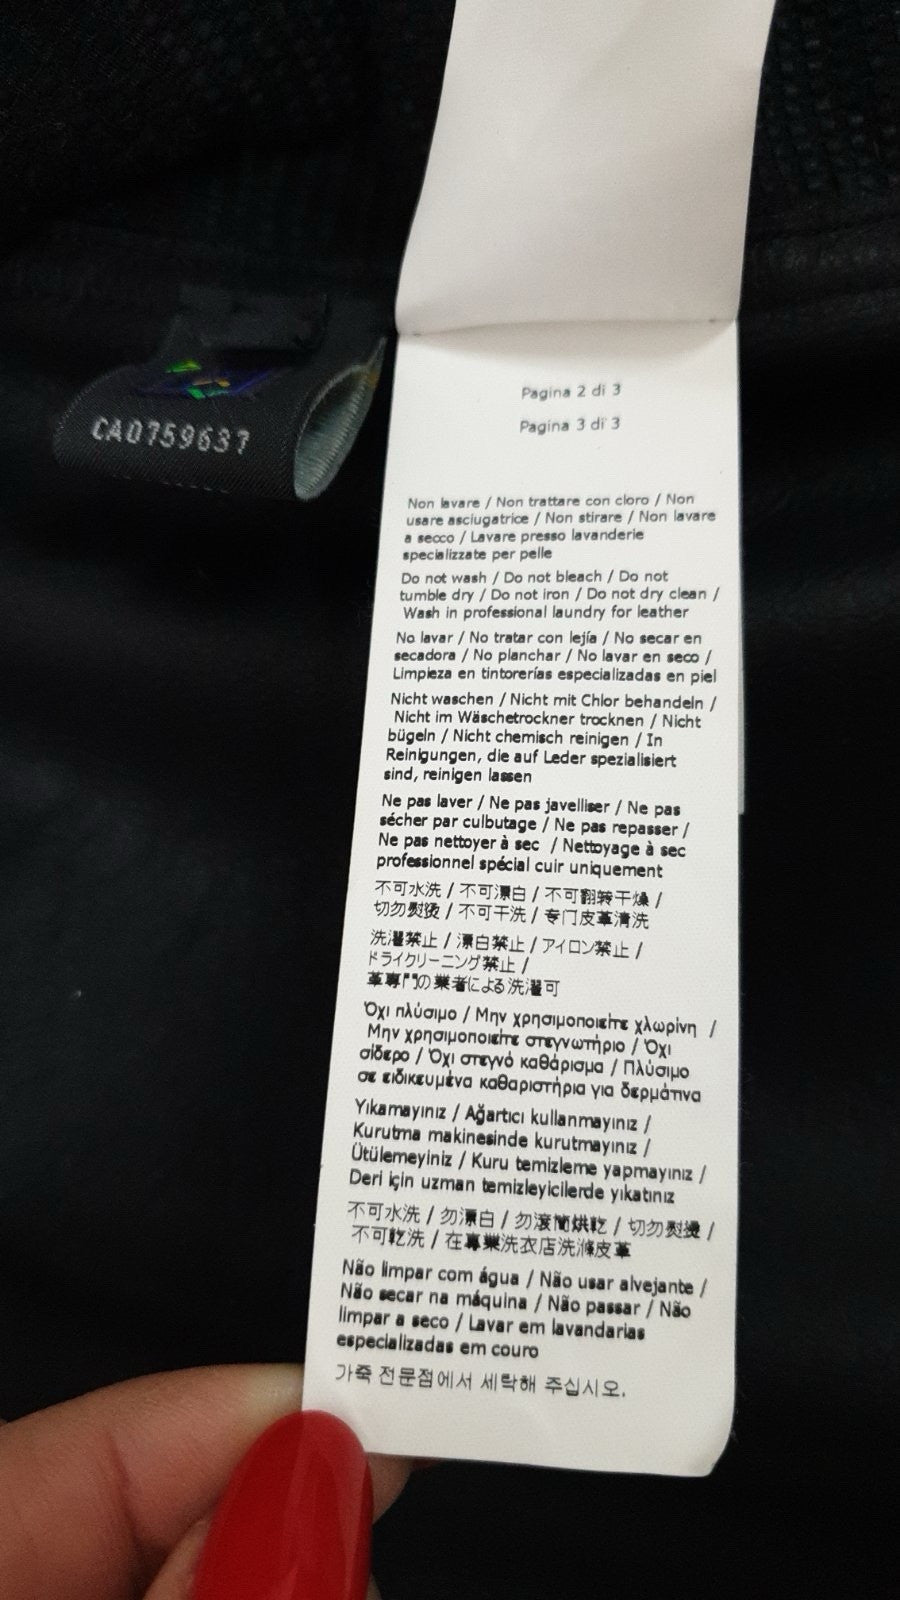 CA0759637
Pagina 2 di 3
Pagina 3 di 3
Non lavare / Non trattare con cloro / Non
usare asciugatrice / Non stirare / Non lavare
a secco / Lavare presso lavanderie
specializzate per pelle
Do not wash / Do not bleach / Do not
tumble dry / Do not iron / Do not dry clean /
Wash in professional laundry for leather
No lavar / No tratar con lejía / No secar en
secadora / No planchar / No lavar en seco /
Limpieza en tintorerías especializadas en piel
Nicht waschen / Nicht mit Chlor behandeln /
Nicht im Wäschetrockner trocknen / Nicht
bügeln / Nicht chemisch reinigen / In
Reinigungen, die auf Leder spezialisiert
sind, reinigen lassen
Ne pas laver / Ne pas javelliser / Ne pas
sécher par culbutage / Ne pas repasser /
Ne pas nettoyer à sec / Nettoyage à sec
professionnel spécial cuir uniquement
不可水洗 / 不可漂白 / 不可翻转干燥 /
切勿熨烫 / 不可干洗 / 专门皮革清洗
洗濯禁止 / 漂白禁止 / アイロン禁止 /
ドライクリーニング禁止 /
革専門の業者による洗濯可
Όχι πλύσιμο / Μην χρησιμοποιείτε χλωρίνη /
Μην χρησιμοποιείτε στεγνωτήριο / Όχι
σίδερο / Όχι στεγνό καθάρισμα / Πλύσιμο
σε ειδικευμένα καθαριστήρια για δερμάτινα
Yıkamayınız / Ağartıcı kullanmayınız /
Kurutma makinesinde kurutmayınız /
Ütülemeyiniz / Kuru temizleme yapmayınız /
Deri için uzman temizleyicilerde yıkatınız
不可水洗 / 勿漂白 / 勿滾筒烘乾 / 切勿熨燙 /
不可乾洗 / 在專業洗衣店洗滌皮革
Não limpar com água / Não usar alvejante /
Não secar na máquina / Não passar / Não
limpar a seco / Lavar em lavandarias
especializadas em couro
가죽 전문점에서 세탁해 주십시오.